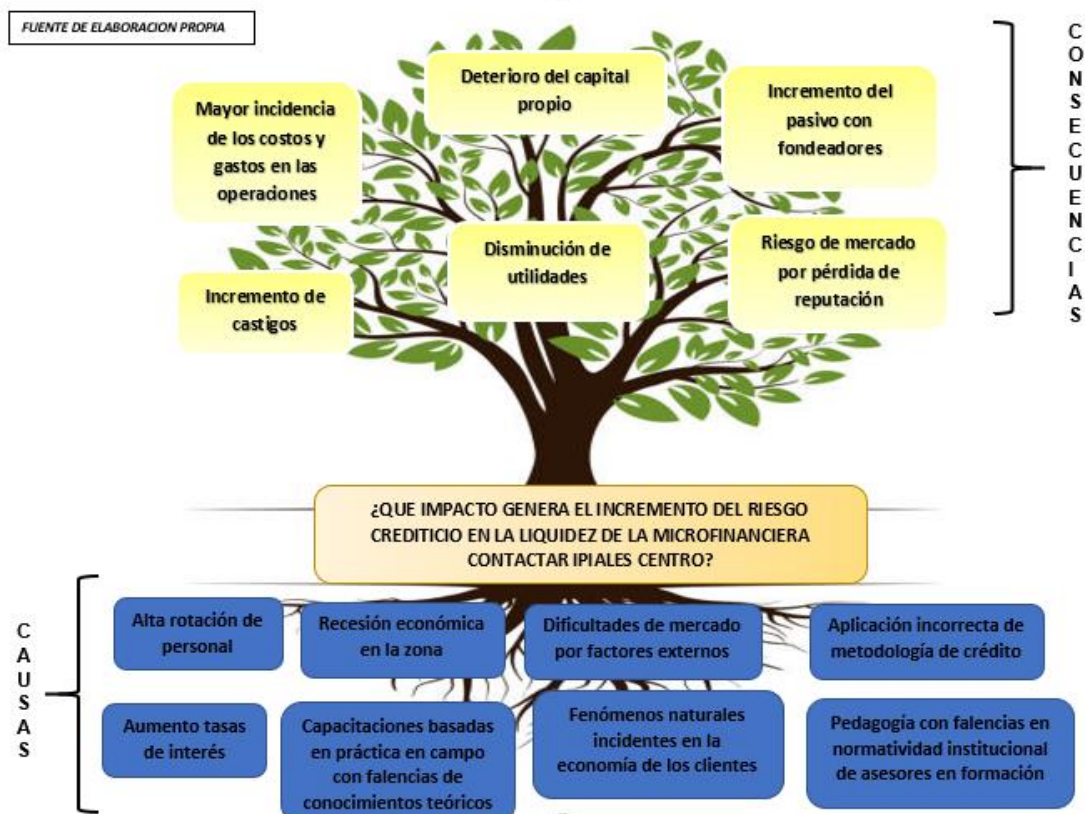 FUENTE DE ELABORACION PROPIA
Deterioro del capital
propio
Mayor incidencia
de los costos y
gastos en las
operaciones
Incremento del
pasivo con
fondeadores
Incremento de
castigos
Disminución de
utilidades
Riesgo de mercado
por pérdida de
reputación
CONSECUENCIAS
¿QUE IMPACTO GENERA EL INCREMENTO DEL RIESGO
CREDITICIO EN LA LIQUIDEZ DE LA MICROFINANCIERA
CONTACTAR IPIALES CENTRO?
CAUSAS
Alta rotación de
personal
Recesión económica
en la zona
Dificultades de mercado
por factores externos
Aplicación incorrecta de
metodología de crédito
Aumento tasas
de interés
Capacitaciones basadas
en práctica en campo
con falencias de
conocimientos teóricos
Fenómenos naturales
incidentes en la
economía de los clientes
Pedagogía con falencias en
normatividad institucional
de asesores en formación